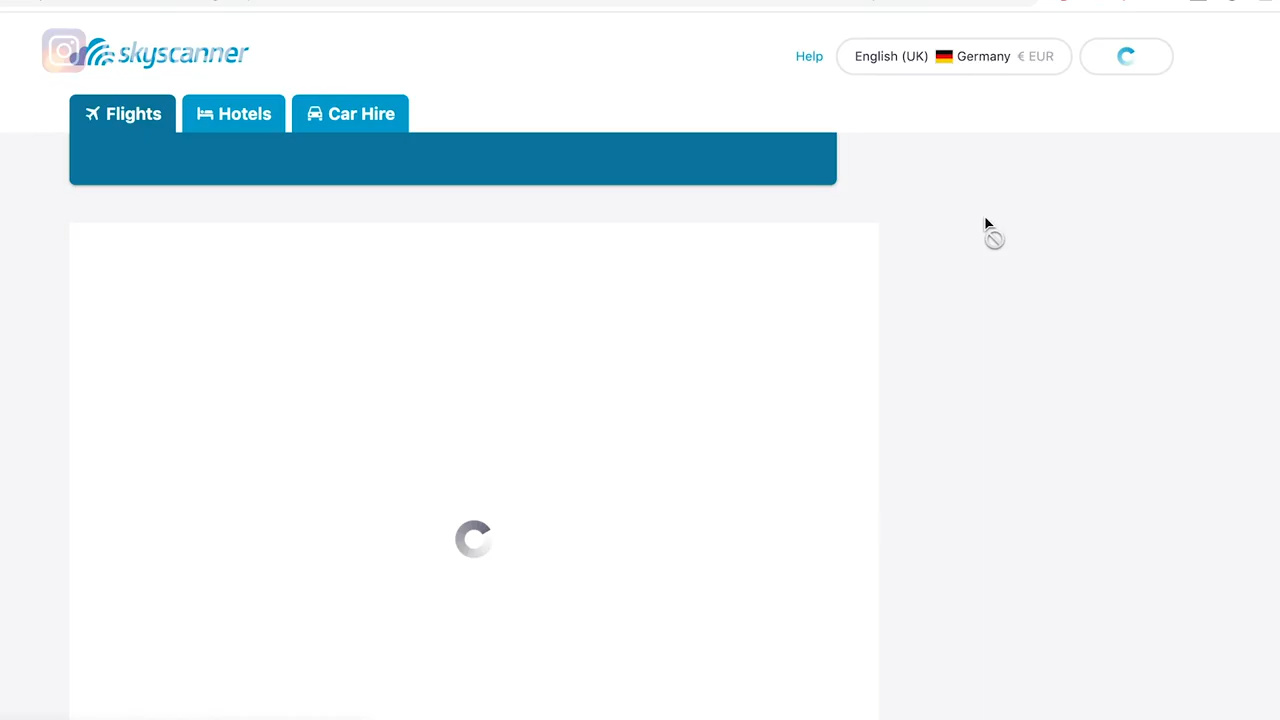 skyscanner
Help
English (UK) Germany € EUR
Flights
Hotels
Car Hire